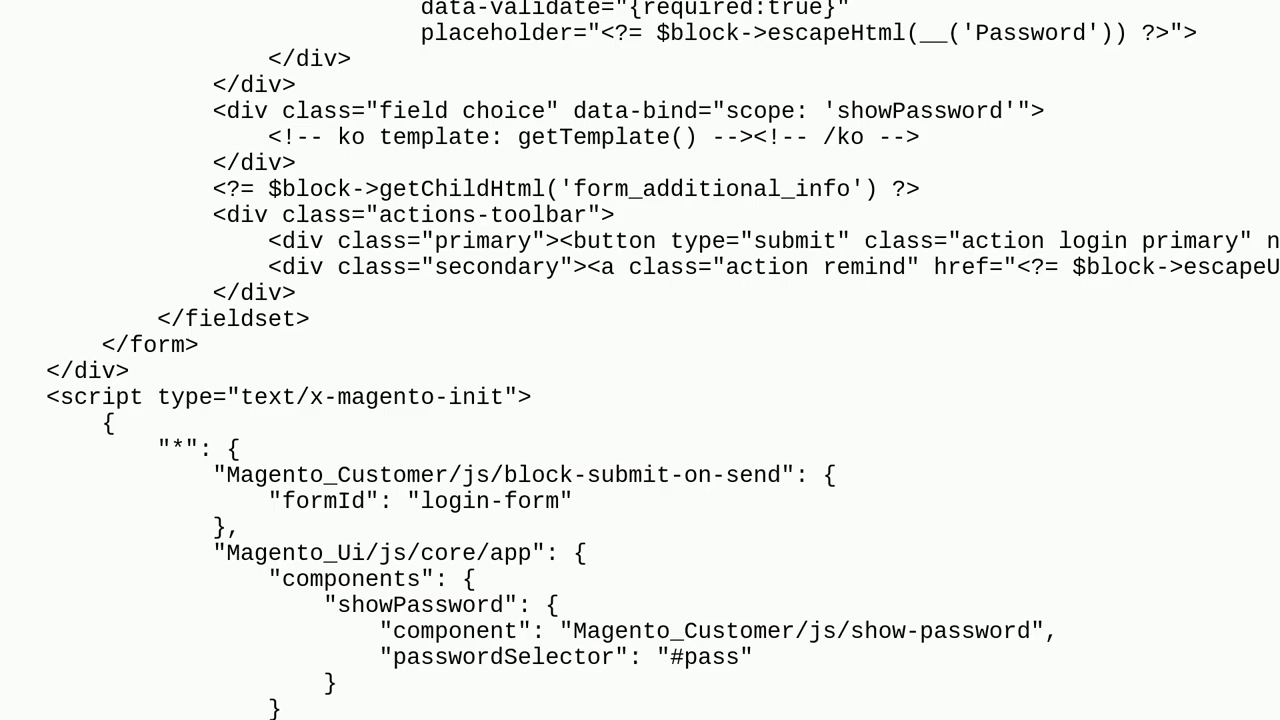 data-validate="{required:true}"
placeholder="<?= $block->escapeHtml(__('Password')) ?>">
</div>
</div>
<div class="field choice" data-bind="scope: 'showPassword'">
<!-- ko template: getTemplate() --><!-- /ko -->
</div>
<?= $block->getChildHtml('form_additional_info') ?>
<div class="actions-toolbar">
<div class="primary"><button type="submit" class="action login primary" n
<div class="secondary"><a class="action remind" href="<?= $block->escapeU
</div>
</fieldset>
</form>
</div>
<script type="text/x-magento-init">
{
"*": {
"Magento_Customer/js/block-submit-on-send": {
"formId": "login-form"
},
"Magento_Ui/js/core/app": {
"components": {
"showPassword": {
"component": "Magento_Customer/js/show-password",
"passwordSelector": "#pass"
}
}